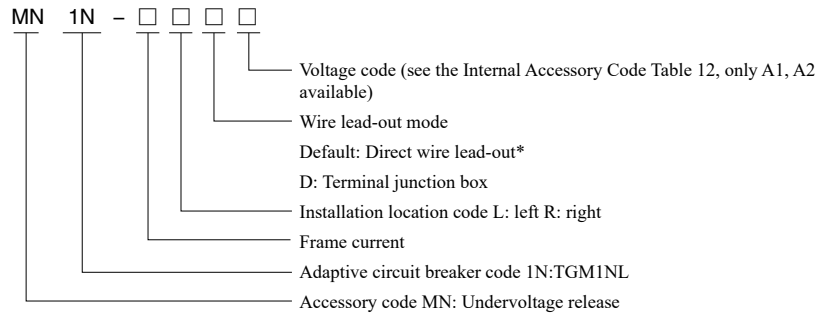 MN 1N – □ □ □ □
Voltage code (see the Internal Accessory Code Table 12, only A1, A2
available)
Wire lead-out mode
Default: Direct wire lead-out*
D: Terminal junction box
Installation location code L: left R: right
Frame current
Adaptive circuit breaker code 1N:TGM1NL
Accessory code MN: Undervoltage release